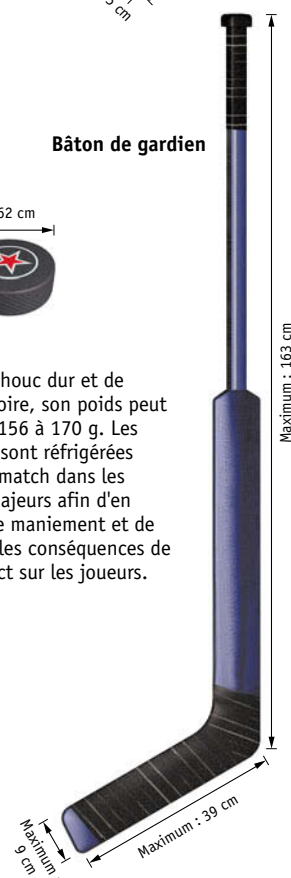 5 cm
Bâton de gardien
62 cm
houc dur et de
oire, son poids peut
156 à 170 g. Les
sont réfrigérées
match dans les
ajeurs afin d'en
e maniement et de
les conséquences de
ct sur les joueurs.
Maximum : 163 cm
Maximum : 39 cm
Maximum :
9 cm